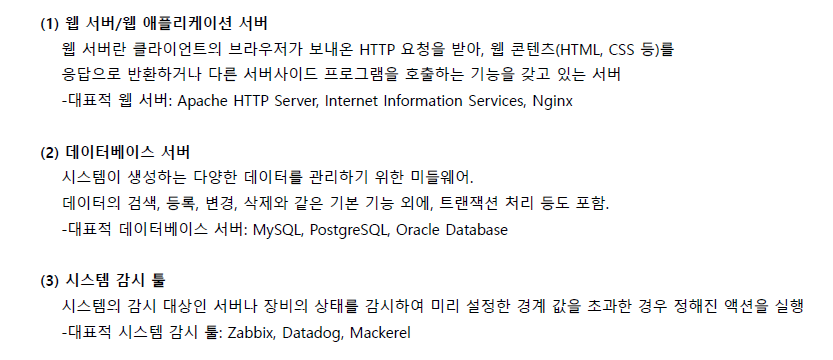 (1) 웹 서버/웹 애플리케이션 서버
웹 서버란 클라이언트의 브라우저가 보내온 HTTP 요청을 받아, 웹 콘텐츠(HTML, CSS 등)를
응답으로 반환하거나 다른 서버사이드 프로그램을 호출하는 기능을 갖고 있는 서버
-대표적 웹 서버: Apache HTTP Server, Internet Information Services, Nginx
(2) 데이터베이스 서버
시스템이 생성하는 다양한 데이터를 관리하기 위한 미들웨어.
데이터의 검색, 등록, 변경, 삭제와 같은 기본 기능 외에, 트랜잭션 처리 등도 포함.
-대표적 데이터베이스 서버: MySQL, PostgreSQL, Oracle Database
(3) 시스템 감시 툴
시스템의 감시 대상인 서버나 장비의 상태를 감시하여 미리 설정한 경계 값을 초과한 경우 정해진 액션을 실행
-대표적 시스템 감시 툴: Zabbix, Datadog, Mackerel